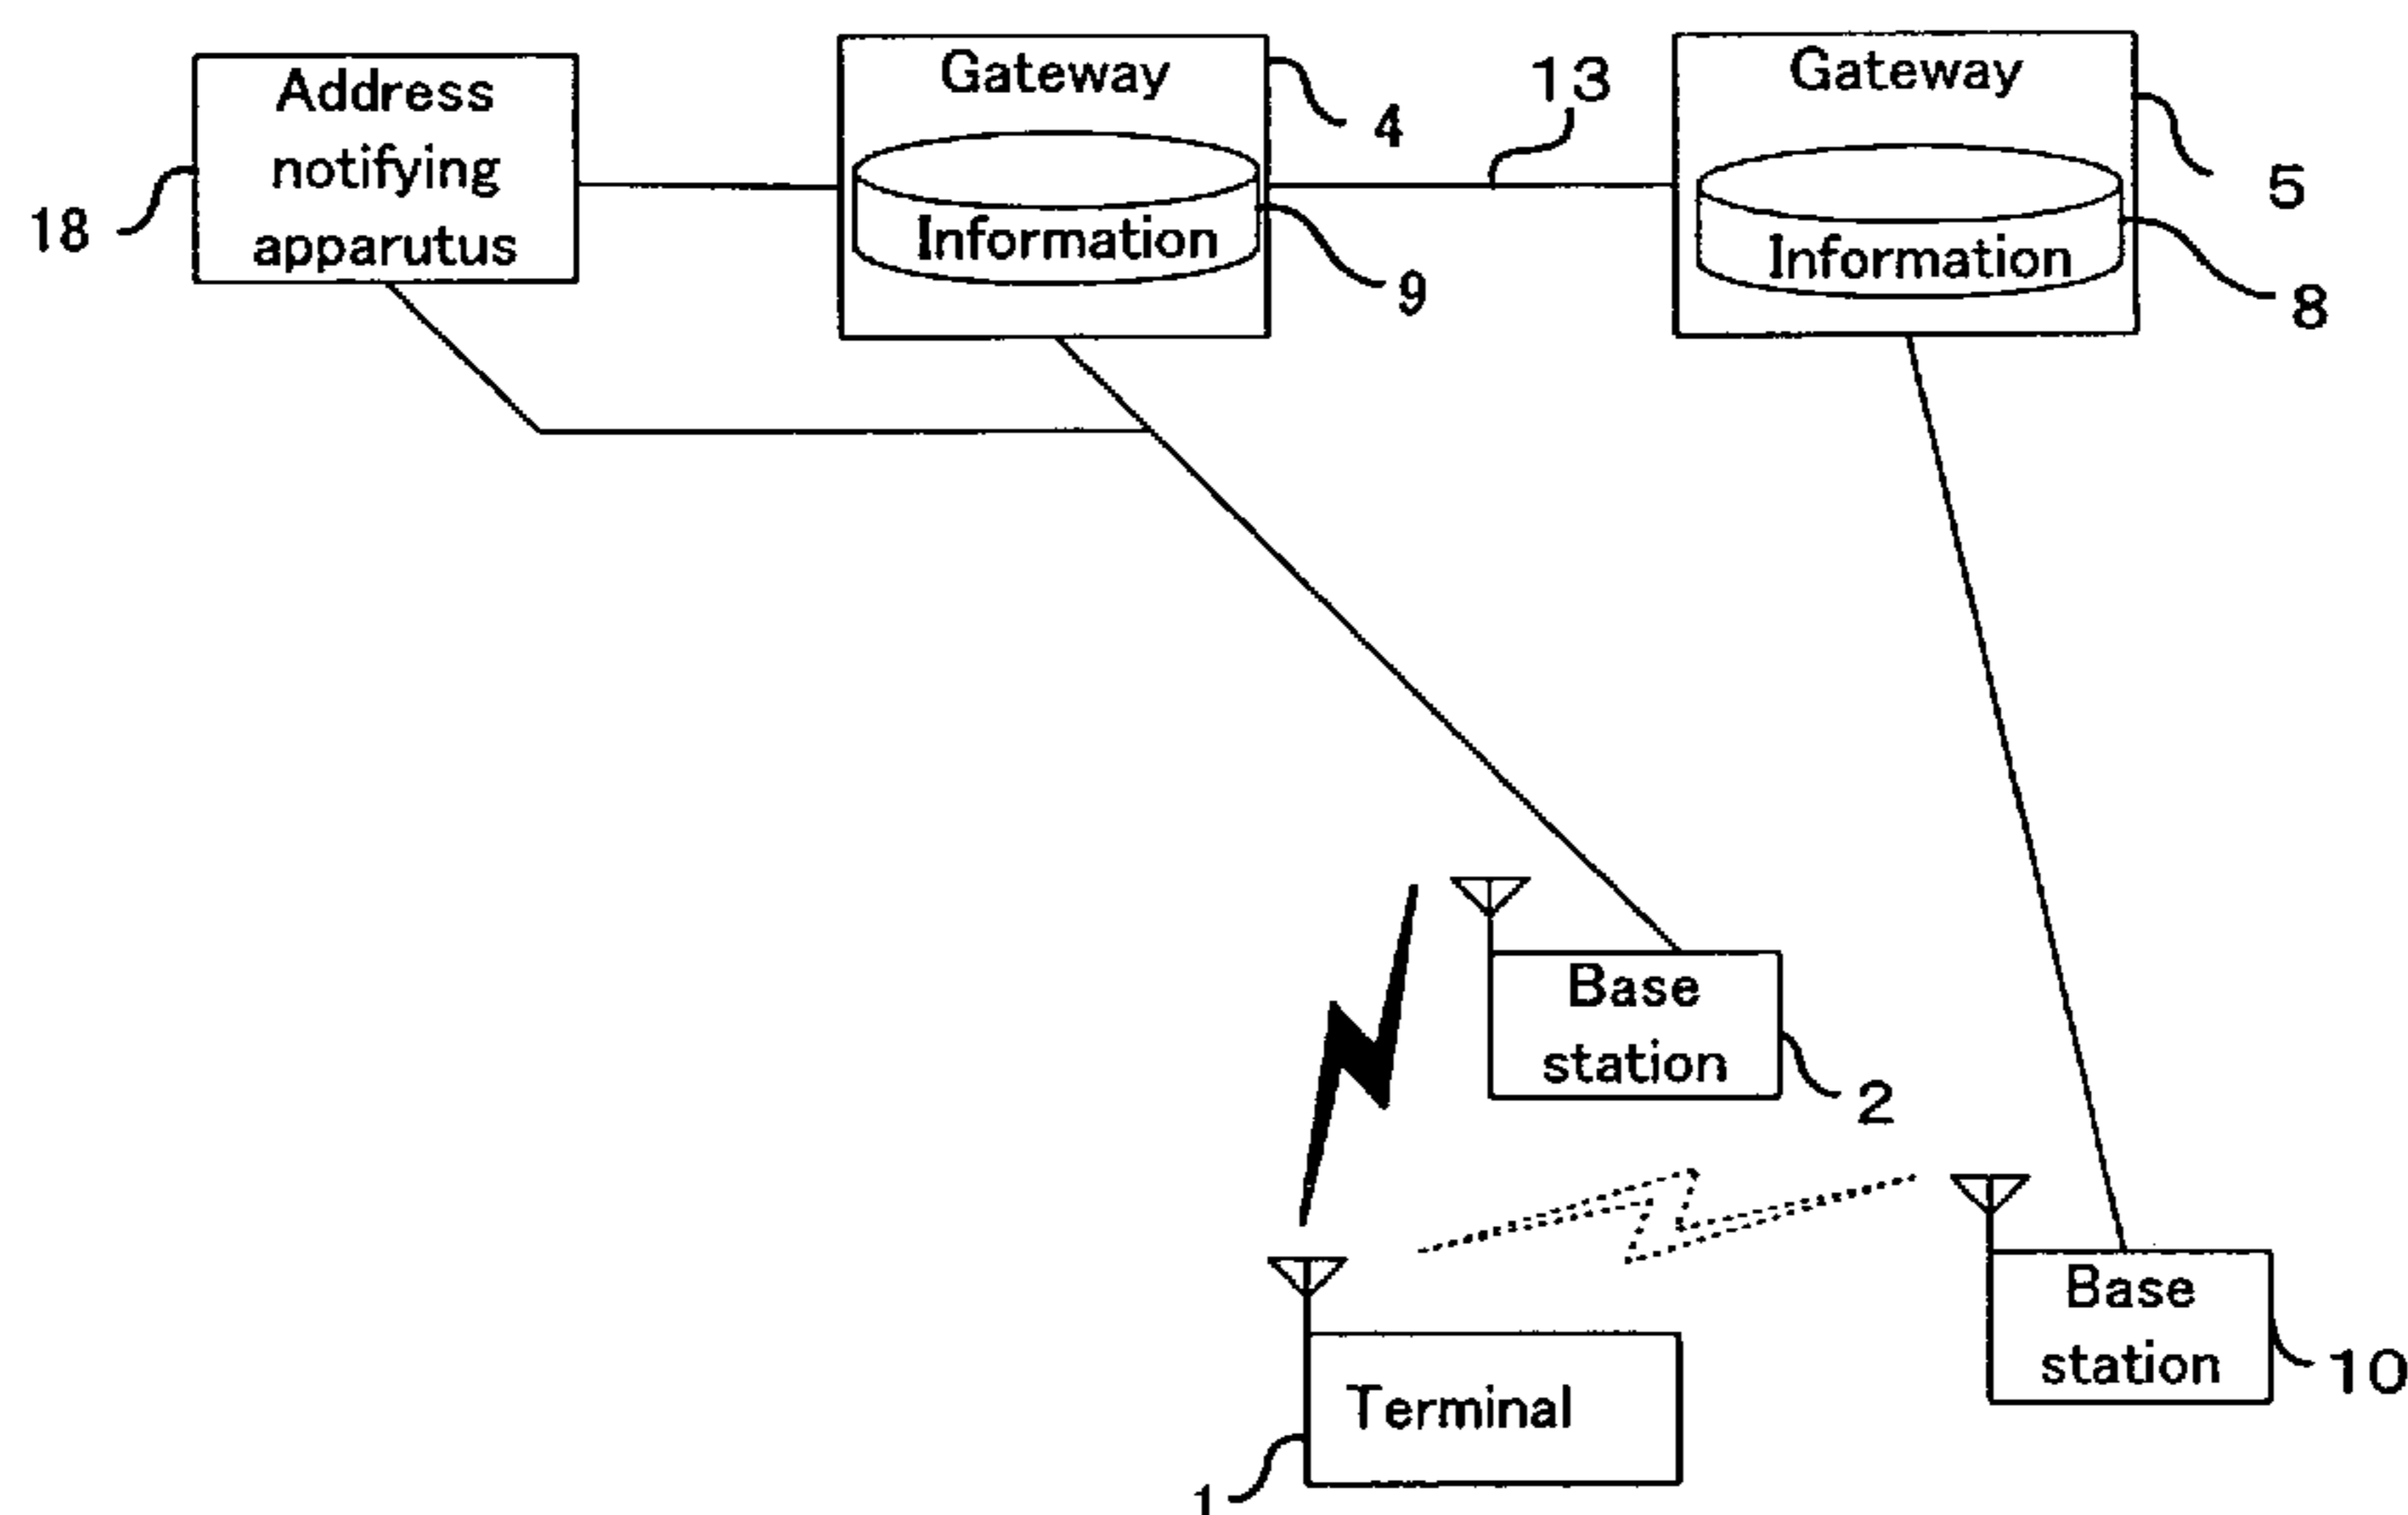 Address
notifying
apparutus
18
Gateway
4
Information
9
13
Gateway
5
Information
8
Base
station
2
Base
station
10
Terminal
1